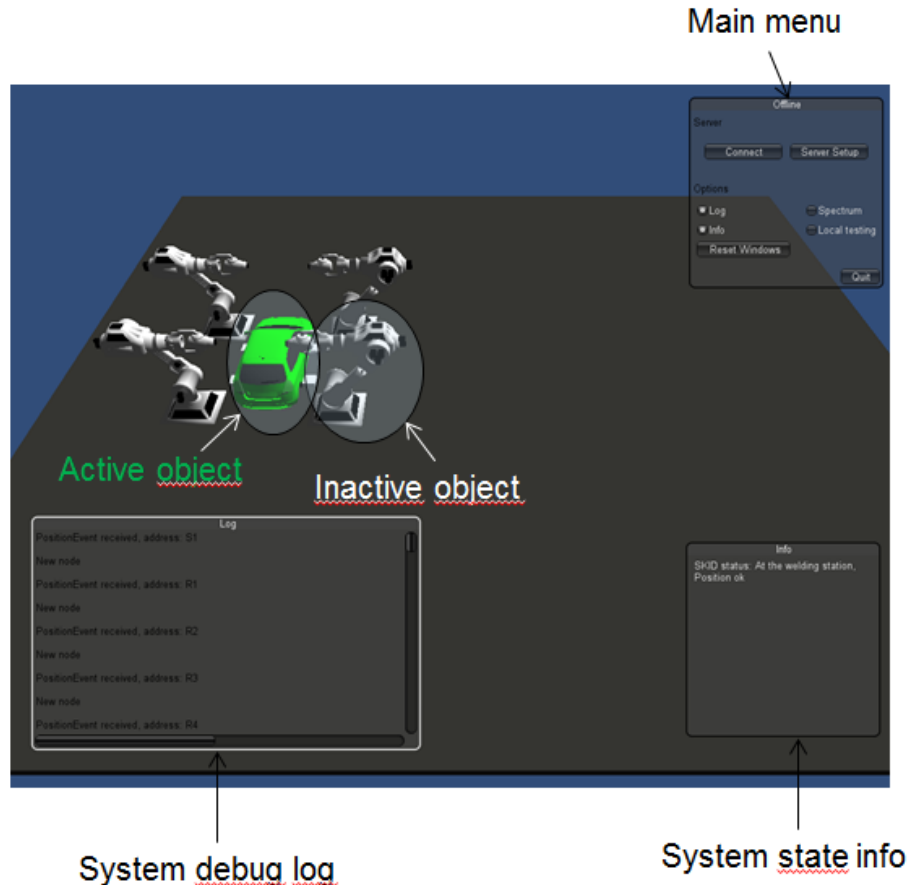 Main menu
Offline
Server
Connect Server Setup
Options
Log Spectrum
Info Local testing
Reset Windows
Quit
Active object
Inactive object
Log
PositionEvent received, address: S1
New node
PositionEvent received, address: R1
New node
PositionEvent received, address: R2
New node
PositionEvent received, address: R3
New node
PositionEvent received, address: R4
Info
SKID status: At the welding station,
Position ok
System debug log
System state info